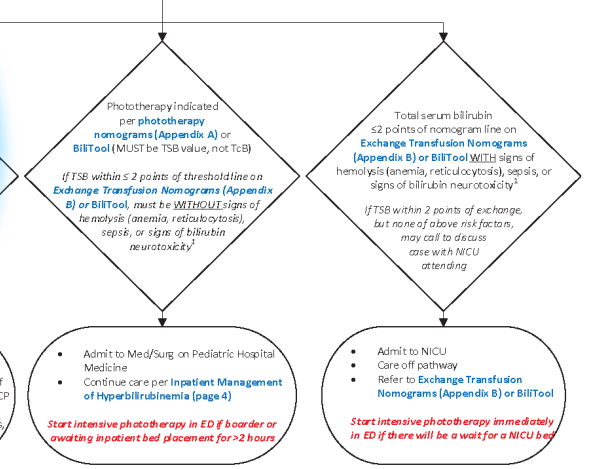 Phototherapy indicated
per phototherapy
nomograms (Appendix A) or
BiliTool (MUST be TSB value, not TcB)
If TSB within ≤ 2 points of threshold line on
Exchange Transfusion Nomograms (Appendix
B) or BiliTool, must be WITHOUT signs of
hemolysis (anemia, reticulocytosis),
sepsis, or signs of bilirubin
neurotoxicity1
Total serum bilirubin
≤2 points of nomogram line on
Exchange Transfusion Nomograms
(Appendix B) or BiliTool WITH signs of
hemolysis (anemia, reticulocytosis), sepsis, or
signs of bilirubin neurotoxicity1
If TSB within 2 points of exchange,
but none of above risk factors,
may call to discuss
case with NICU
attending
f
CP
s,
• Admit to Med/Surg on Pediatric Hospital
Medicine
• Continue care per Inpatient Management
of Hyperbilirubinemia (page 4)
Start intensive phototherapy in ED if boarder or
awaiting inpatient bed placement for >2 hours
• Admit to NICU
• Care off pathway
• Refer to Exchange Transfusion
Nomograms (Appendix B) or BiliTool
Start intensive phototherapy immediately
in ED if there will be a wait for a NICU bed